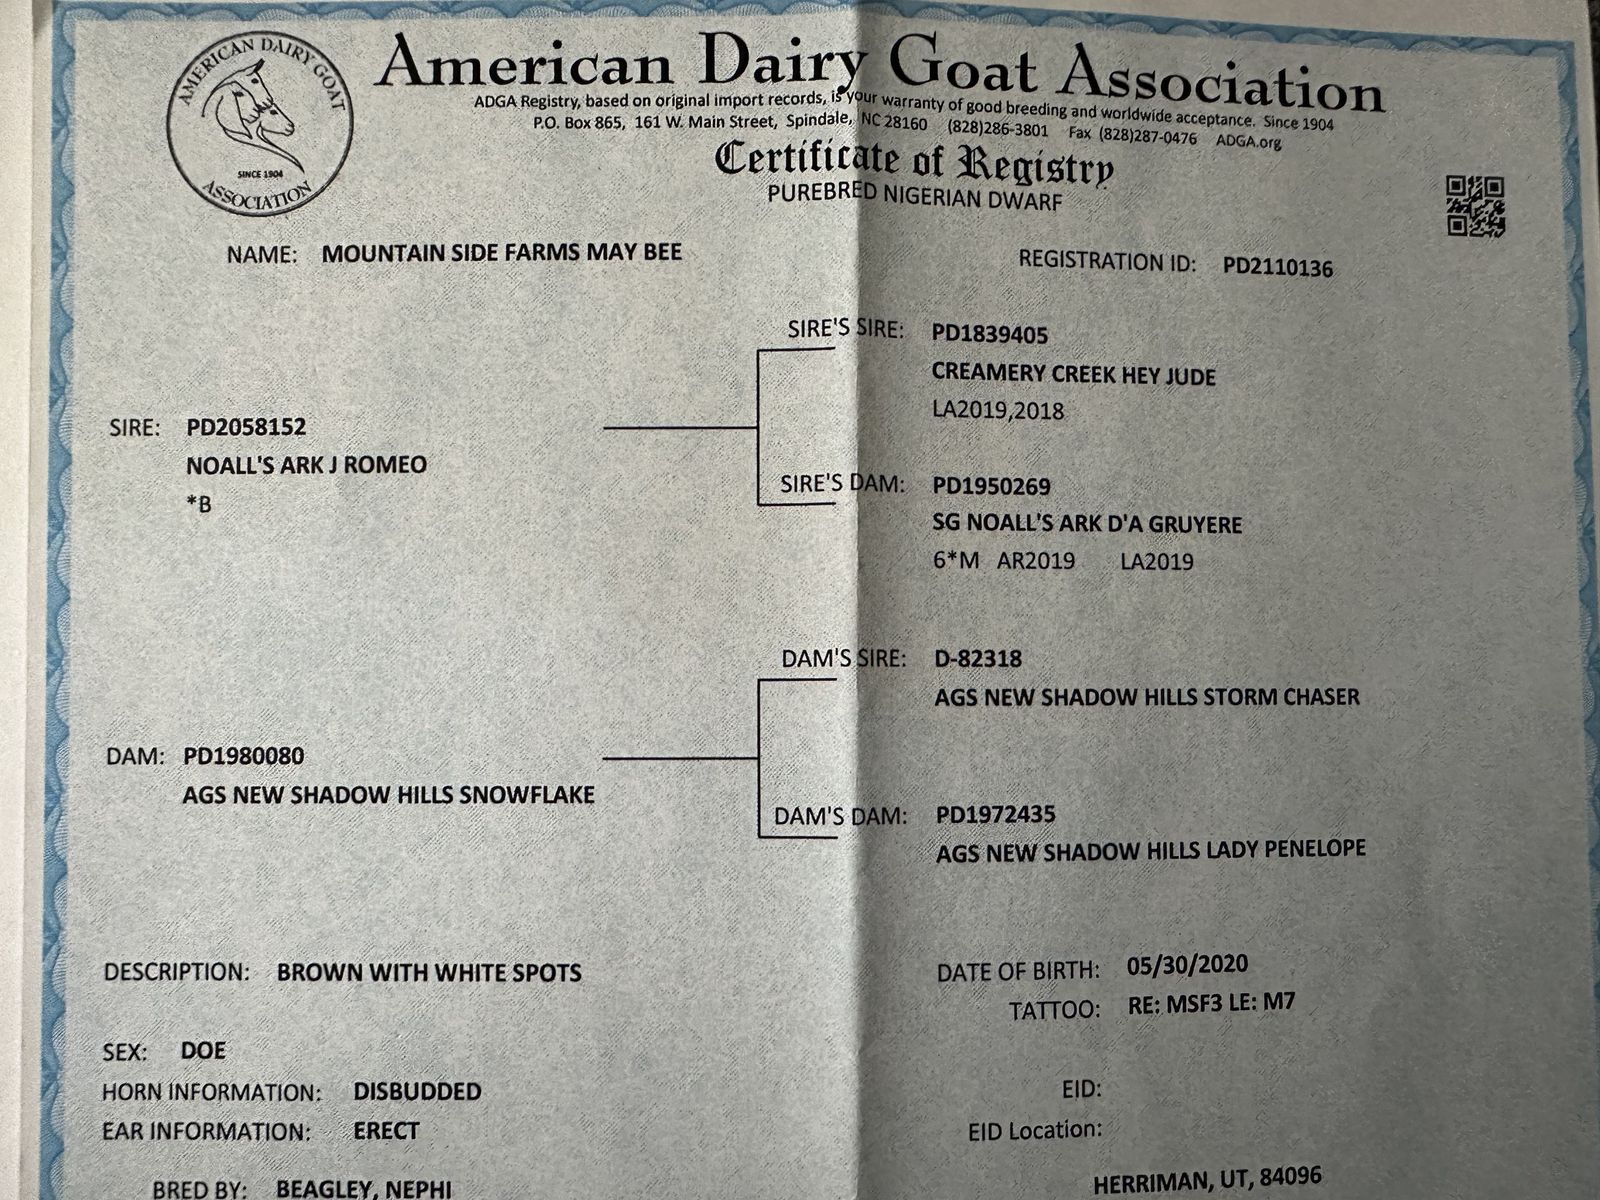 AMERICAN DAIRY GOAT
SINCE 1904
ASSOCIATION
American Dairy Goat Association
ADGA Registry, based on original import records, is your warranty of good breeding and worldwide acceptance. Since 1904
P.O. Box 865, 161 W. Main Street, Spindale, NC 28160 (828)286-3801 Fax (828)287-0476 ADGA.org
Certificate of Registry
PUREBRED NIGERIAN DWARF
NAME: MOUNTAIN SIDE FARMS MAY BEE
REGISTRATION ID: PD2110136
SIRE'S SIRE: PD1839405
CREAMERY CREEK HEY JUDE
LA2019,2018
SIRE: PD2058152
NOALL'S ARK J ROMEO
*B
SIRE'S DAM: PD1950269
SG NOALL'S ARK D'A GRUYERE
6*M AR2019 LA2019
DAM'S SIRE: D-82318
AGS NEW SHADOW HILLS STORM CHASER
DAM: PD1980080
AGS NEW SHADOW HILLS SNOWFLAKE
DAM'S DAM: PD1972435
AGS NEW SHADOW HILLS LADY PENELOPE
DESCRIPTION: BROWN WITH WHITE SPOTS
DATE OF BIRTH: 05/30/2020
TATTOO: RE: MSF3 LE: M7
SEX: DOE
HORN INFORMATION: DISBUDDED
EAR INFORMATION: ERECT
EID:
EID Location:
BRED BY: BEAGLEY, NEPHI
HERRIMAN, UT, 84096